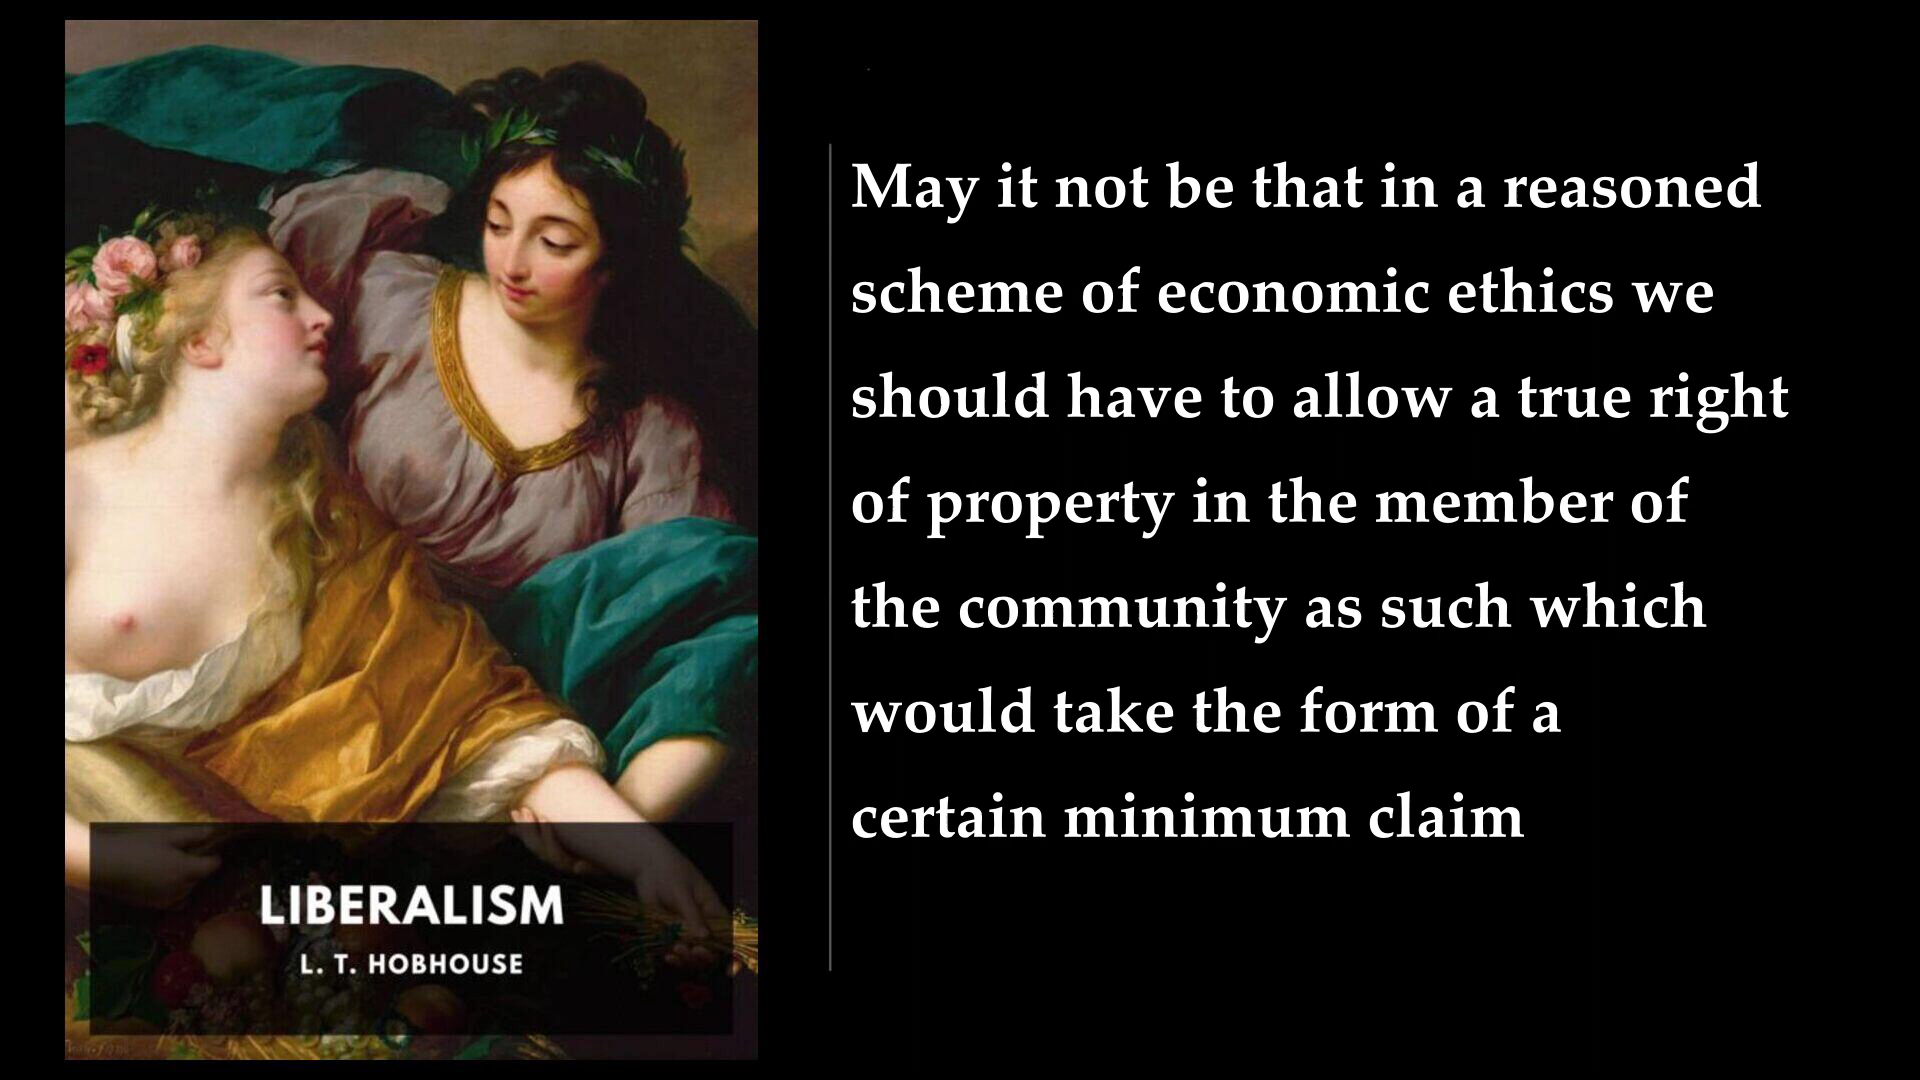 LIBERALISM
L. T. HOBHOUSE
May it not be that in a reasoned
scheme of economic ethics we
should have to allow a true right
of property in the member of
the community as such which
would take the form of a
certain minimum claim